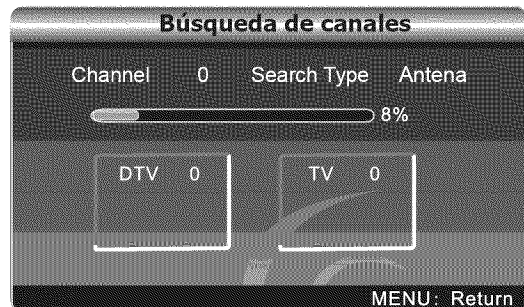 Búsqueda de canales
Channel 0 Search Type Antena
8%
DTV 0 TV 0
MENU: Return